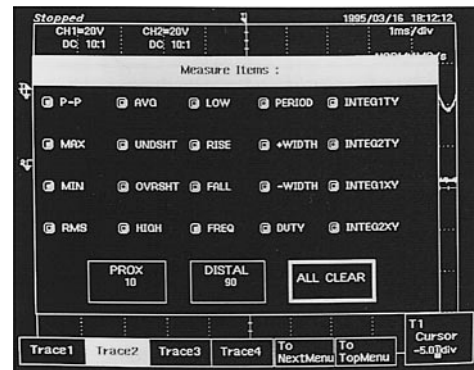 Stopped 1995/03/16 18:12:12
CH1=20V CH2=20V 1ms/div
DC 10:1 DC 10:1
Measure Items :
P-P AVG LOW PERIOD INTEG1TY
MAX UNDSHT RISE +WIDTH INTEG2TY
MIN OVRSHT FALL -WIDTH INTEG1XY
RMS HIGH FREQ DUTY INTEG2XY
PROX DISTAL ALL CLEAR
10 90
T1
Cursor
-5.0div
Trace1 Trace2 Trace3 Trace4 To NextMenu To TopMenu